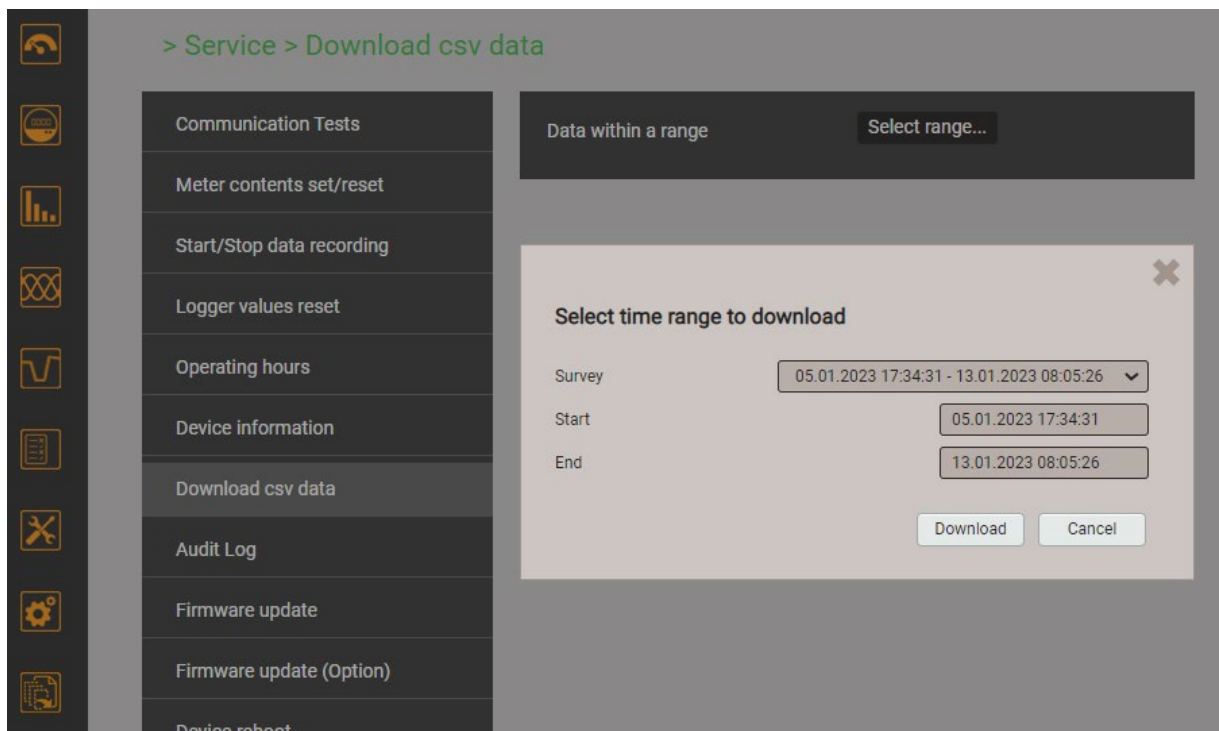 > Service > Download csv data
Communication Tests
Meter contents set/reset
Start/Stop data recording
Logger values reset
Operating hours
Device information
Download csv data
Audit Log
Firmware update
Firmware update (Option)
Device reboot
Data within a range
Select range...
Select time range to download
Survey
05.01.2023 17:34:31 - 13.01.2023 08:05:26
Start
05.01.2023 17:34:31
End
13.01.2023 08:05:26
Download
Cancel